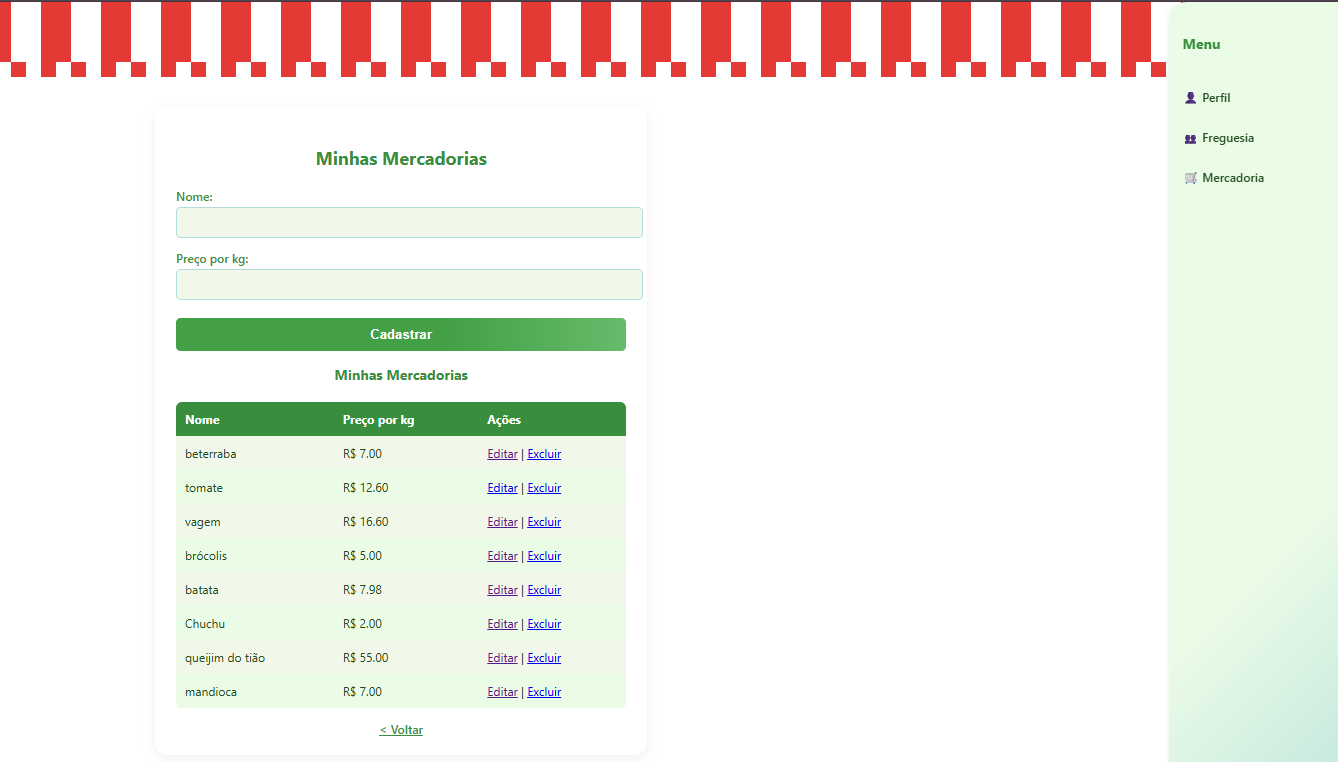 Menu
Perfil
Freguesia
Mercadoria
Minhas Mercadorias
Nome:
Preço por kg:
Cadastrar
Minhas Mercadorias
Nome Preço por kg Ações
beterraba R$ 7.00 Editar | Excluir
tomate R$ 12.60 Editar | Excluir
vagem R$ 16.60 Editar | Excluir
brócolis R$ 5.00 Editar | Excluir
batata R$ 7.98 Editar | Excluir
Chuchu R$ 2.00 Editar | Excluir
queijim do tião R$ 55.00 Editar | Excluir
mandioca R$ 7.00 Editar | Excluir
< Voltar